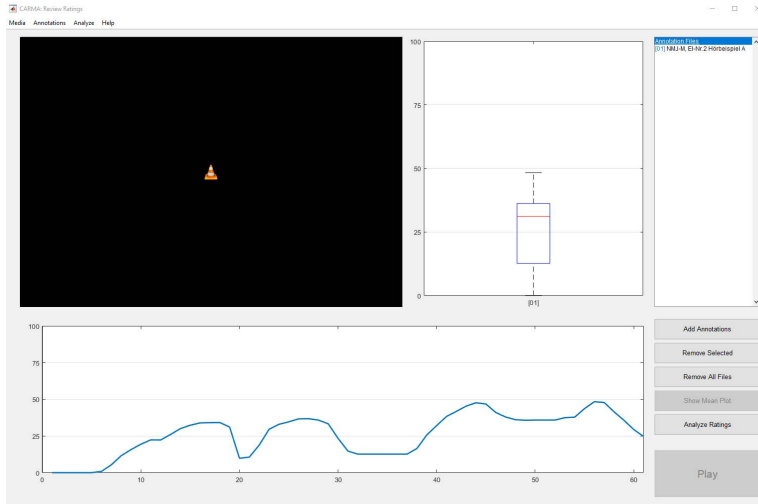 CARMA: Review Ratings
Media Annotations Analyze Help
100
75
50
25
0
[01]
Annotation Files
[01] NMJ-M, EI-Nr.2 Hörbeispiel A
100
75
50
25
0
0 10 20 30 40 50 60
Add Annotations
Remove Selected
Remove All Files
Show Mean Plot
Analyze Ratings
Play